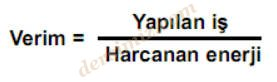 Verim = Yapılan iş
Harcanan enerji